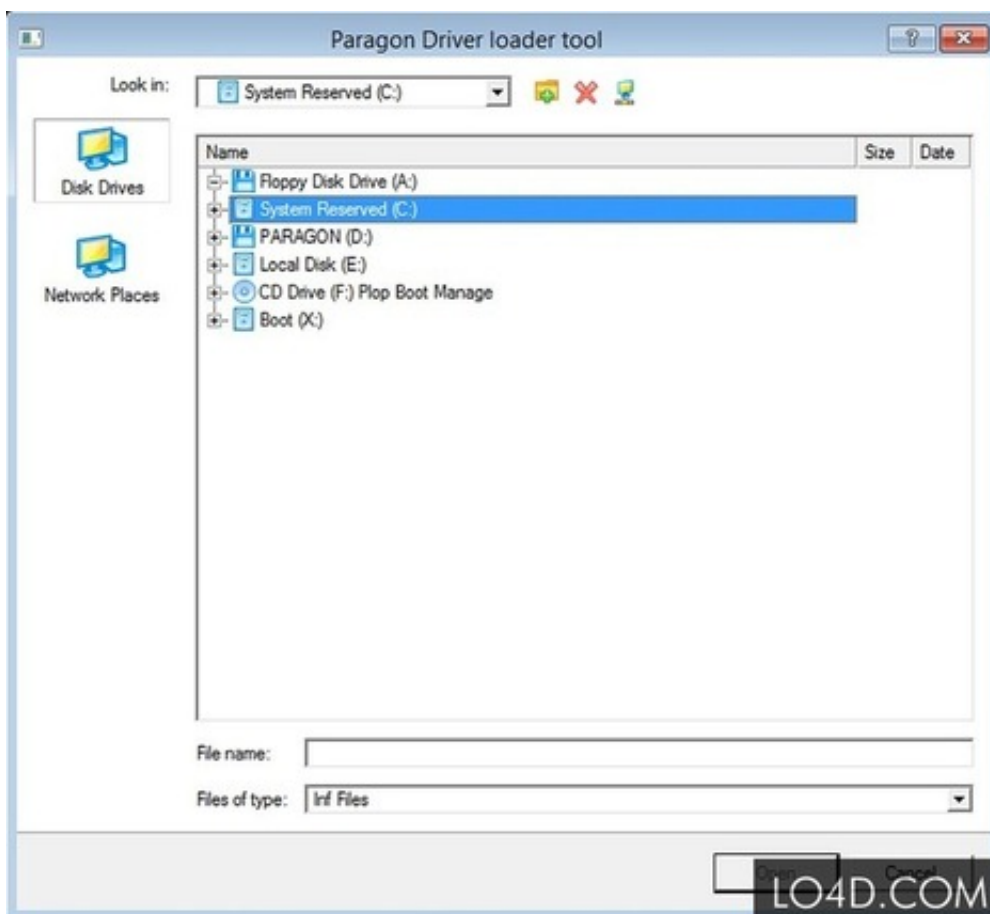 Paragon Driver loader tool
Look in:
System Reserved (C:)
Disk Drives
Network Places
Name Size Date
Floppy Disk Drive (A:)
System Reserved (C:)
PARAGON (D:)
Local Disk (E:)
CD Drive (F:) Plop Boot Manage
Boot (X:)
File name:
Files of type: Inf Files
Open Cancel
LO4D.COM